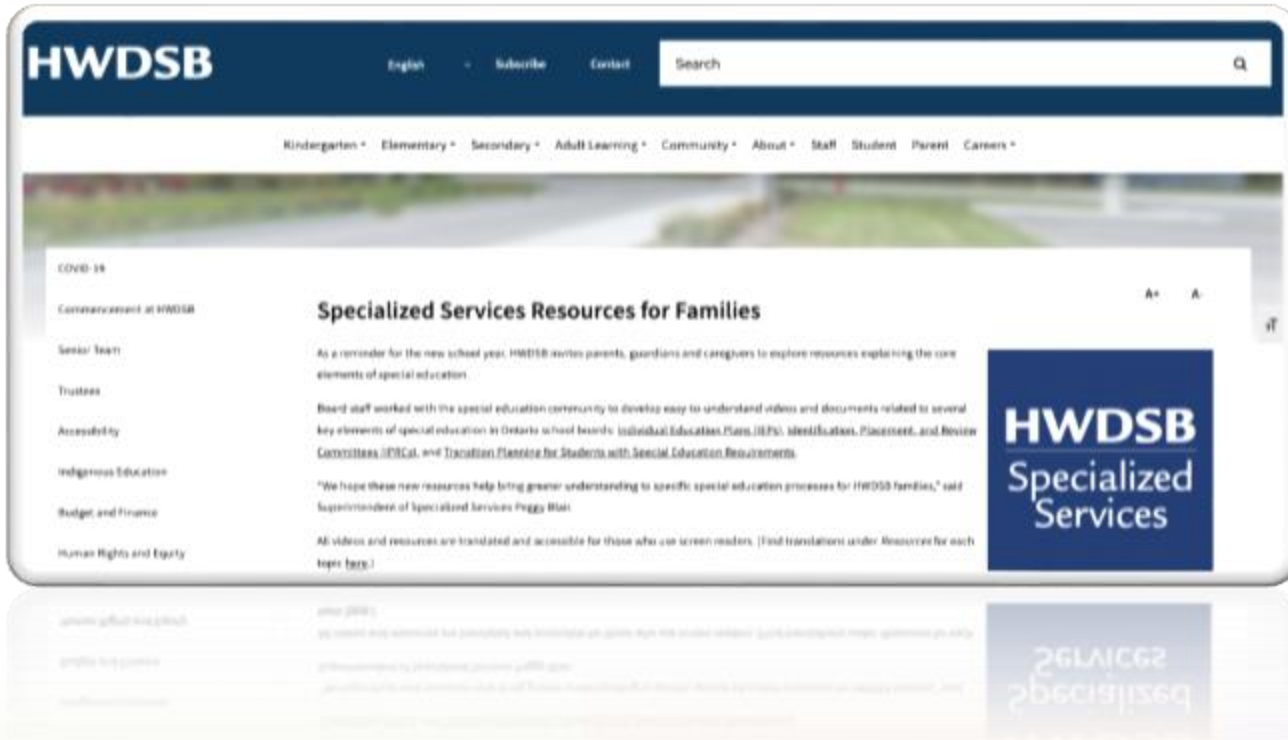 HWDSB
English Subscribe Contact Search
Kindergarten Elementary Secondary Adult Learning Community About Staff Student Parent Careers
COVID-19
Commencement at HWDSB
Senior Team
Trustees
Accessibility
Indigenous Education
Budget and Finance
Human Rights and Equity
A+ A-
Specialized Services Resources for Families
As a reminder for the new school year, HWDSB invites parents, guardians and caregivers to explore resources explaining the core
elements of special education.
Board staff worked with the special education community to develop easy to understand videos and documents related to several
key elements of special education in Ontario school boards: Individual Education Plans (IEPs), Identification, Placement, and Review
Committees (IPRCs), and Transition Planning for Students with Special Education Requirements.
"We hope these new resources help bring greater understanding to specific special education processes for HWDSB families," said
Superintendent of Specialized Services Peggy Blair.
All videos and resources are translated and accessible for those who use screen readers. (Find translations under Resources for each
topic here.)
HWDSB
Specialized
Services